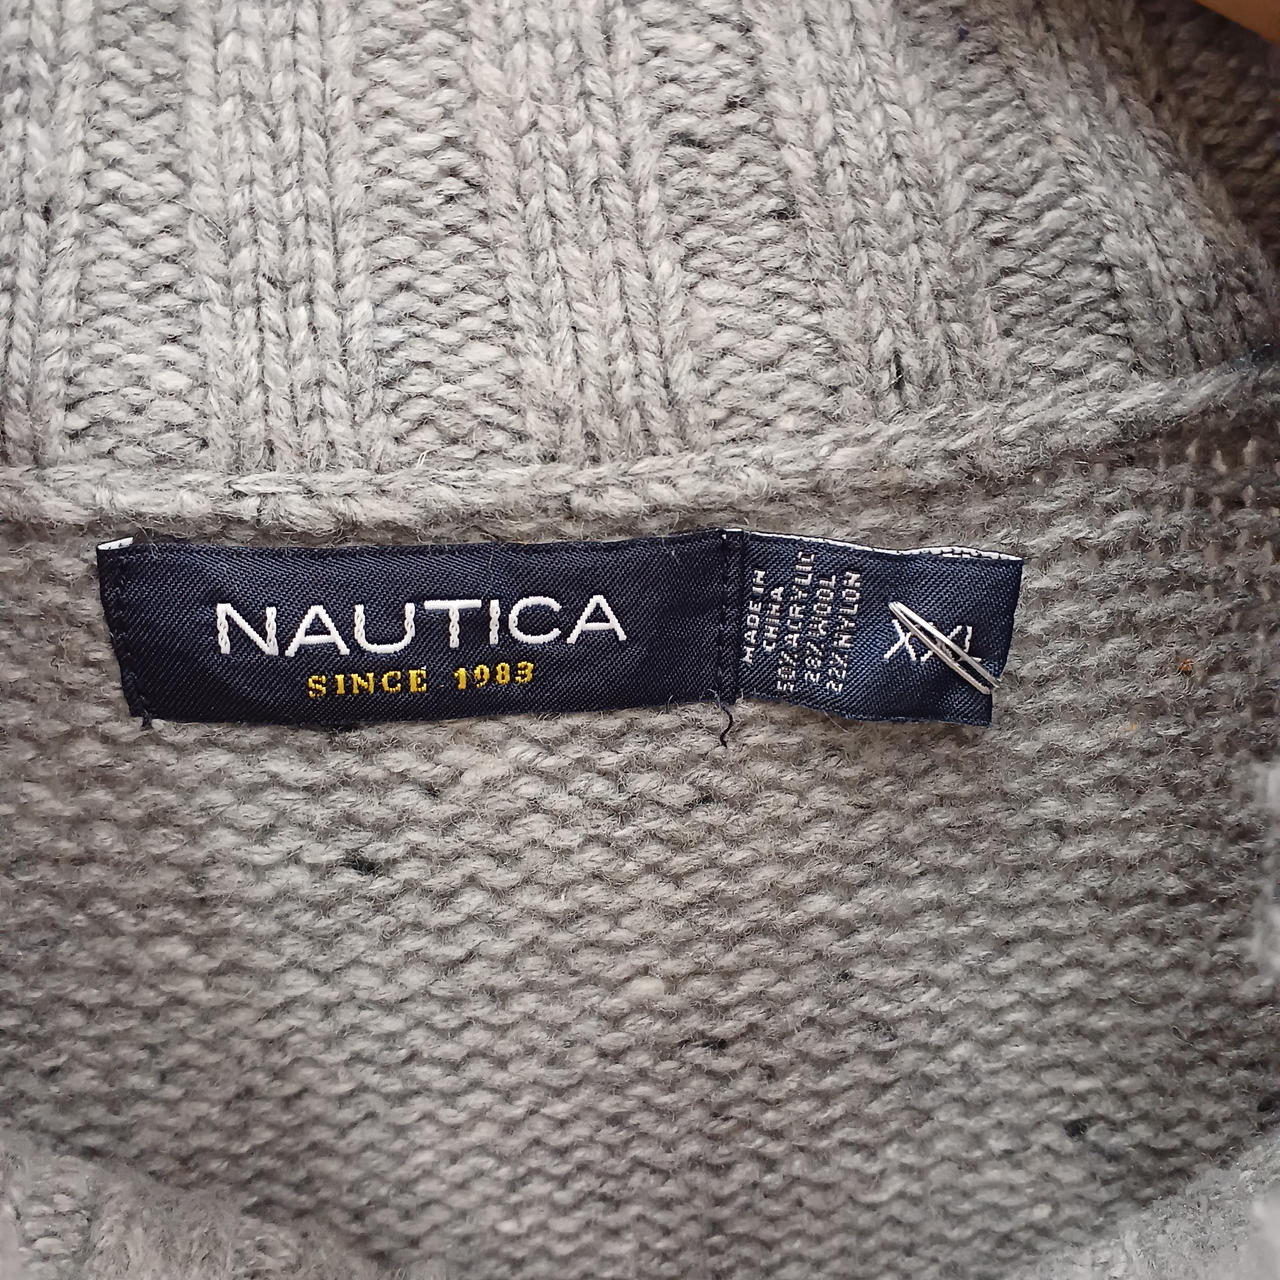 NAUTICA
SINCE 1983
MADE IN
CHINA
50% ACRYLIC
28% WOOL
22% NYLON
XXL